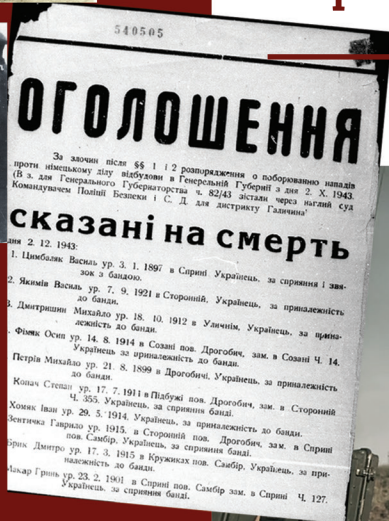 540505
ОГОЛОШЕННЯ
За злочин після §§ 1 і 2 розпорядження о поборюванню нападів
проти німецькому ділу відбудови в Генеральній Губернії з дня 2. X. 1943.
(В з. для Генерального Губернаторства ч. 82/43 зістали через наглий суд
Командувачем Поліції Безпеки і С. Д. для дистрикту Галичина
сказані на смерть
дня 2. 12. 1943:
1. Цимбаляк Василь ур. 3. 1. 1897 в Сприні Українець, за сприяння і звя-
зок з бандою.
2. Якимів Василь ур. 7. 9. 1921 в Сторонній, Українець, за приналежність
до банди.
3. Дмитришин Михайло ур. 18. 10. 1912 в Уличнім, Українець, за прина-
лежність до банди.
Фімяк Осип ур. 14. 8. 1914 в Созани пов. Дрогобич, зам. в Созани Ч. 14.
Українець за приналежність до банди.
Петрів Михайло ур. 21. 8. 1899 в Дрогобичі, Українець, за приналежність
до банди.
Копач Степан ур. 17. 7. 1911 в Підбужі пов. Дрогобич, зам. в Сторонній
Ч. 355. Українець, за сприяння банді.
Хомяк Іван ур. 29. 5. 1914. Українець, за приналежність до банди.
Зентичка Гаврило ур. 1915. в Сторонній пов. Дрогобич, зам. в Сприні
пов. Самбір, Українець, за сприяння банді.
Брик Дмитро ур. 17. 3. 1915 в Кружиках пов. Самбір, Українець, за при-
належність до банди.
Макар Гринь ур. 23. 2. 1901 в Сприні пов. Самбір зам. в Сприні Ч. 127.
Українець, за сприяння банді.